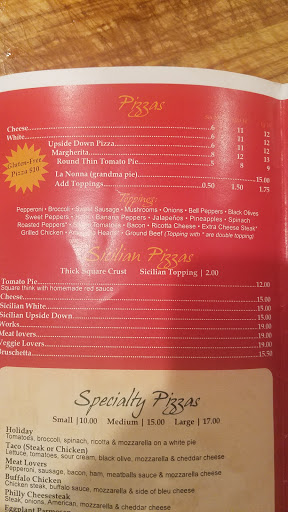 Pizzas
Cheese 6 11 12
White 6 11 12
Upside Down Pizza 6 11 12
Margherita 8 12 13
Round Thin Tomato Pie 5 8 9
La Nonna (grandma pie) 15.00
Add Toppings 0.50 1.50 1.75
Gluten-Free
Pizza $10
Toppings
Pepperoni • Broccoli • Sweet Sausage • Mushrooms • Onions • Bell Peppers • Black Olives
Sweet Peppers • Banana Peppers • Jalapeños • Pineapples • Spinach
Roasted Peppers* • Tomatoes • Bacon • Ricotta Cheese • Extra Cheese Steak*
Grilled Chicken • Artichoke Hearts* • Ground Beef (Topping with * are double topping)
Sicilian Pizzas
Thick Square Crust Sicilian Topping | 2.00
Tomato Pie 12.00
Square think with homemade red sauce
Cheese 15.00
Sicilian White 15.00
Sicilian Upside Down 15.00
Works 19.00
Meat lovers 19.00
Veggie Lovers 19.00
Bruschetta 15.50
Specialty Pizzas
Small | 10.00 Medium | 15.00 Large | 17.00
Holiday
Tomatoes, broccoli, spinach, ricotta & mozzarella on a white pie
Taco (Steak or Chicken)
Lettuce, tomatoes, sour cream, black olive, mozzarella & cheddar cheese
Meat Lovers
Pepperoni, sausage, bacon, ham, meatballs sauce & mozzarella cheese
Buffalo Chicken
Chicken steak, buffalo sauce, mozzarella & side of bleu cheese
Philly Cheesesteak
Steak, onions, American, mozzarella & cheddar cheese
Eggplant Parmesan